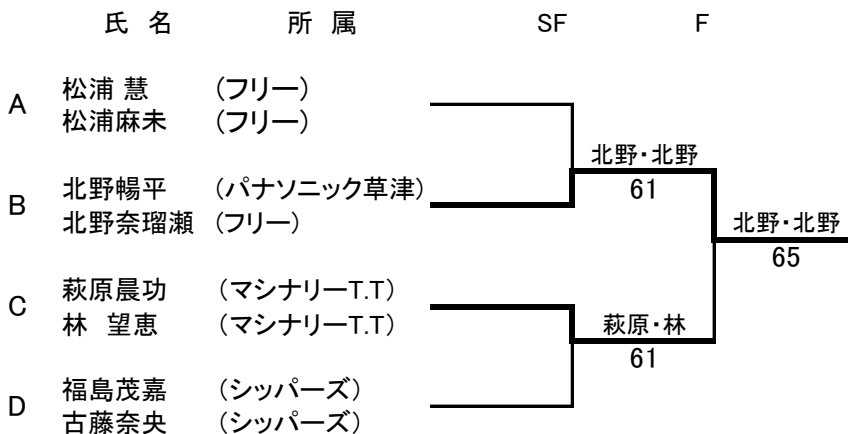 氏 名 所 属 SF F
A
松浦 慧 (フリー)
松浦麻未 (フリー)
北野・北野
61
B
北野暢平 (パナソニック草津)
北野奈瑠瀬 (フリー)
北野・北野
65
C
萩原晨功 (マシナリーT.T)
林 望恵 (マシナリーT.T)
萩原・林
61
D
福島茂嘉 (シッパーズ)
古藤奈央 (シッパーズ)